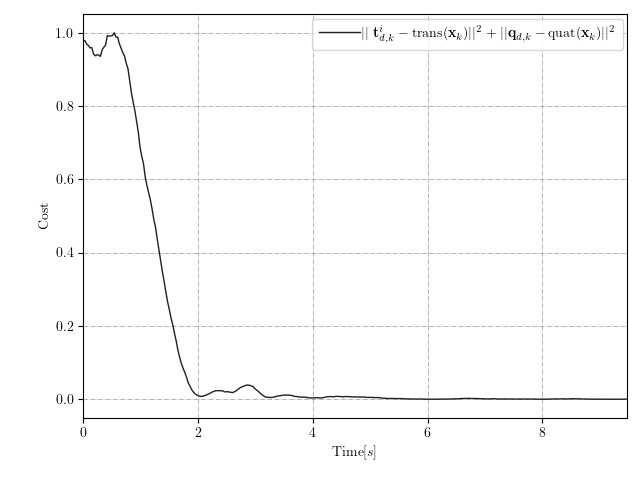 || t^i_{d,k} − trans(x_k)||² + ||q_{d,k} − quat(x_k)||²
1.0
0.8
0.6
0.4
0.2
0.0
Cost
0 2 4 6 8
Time[s]